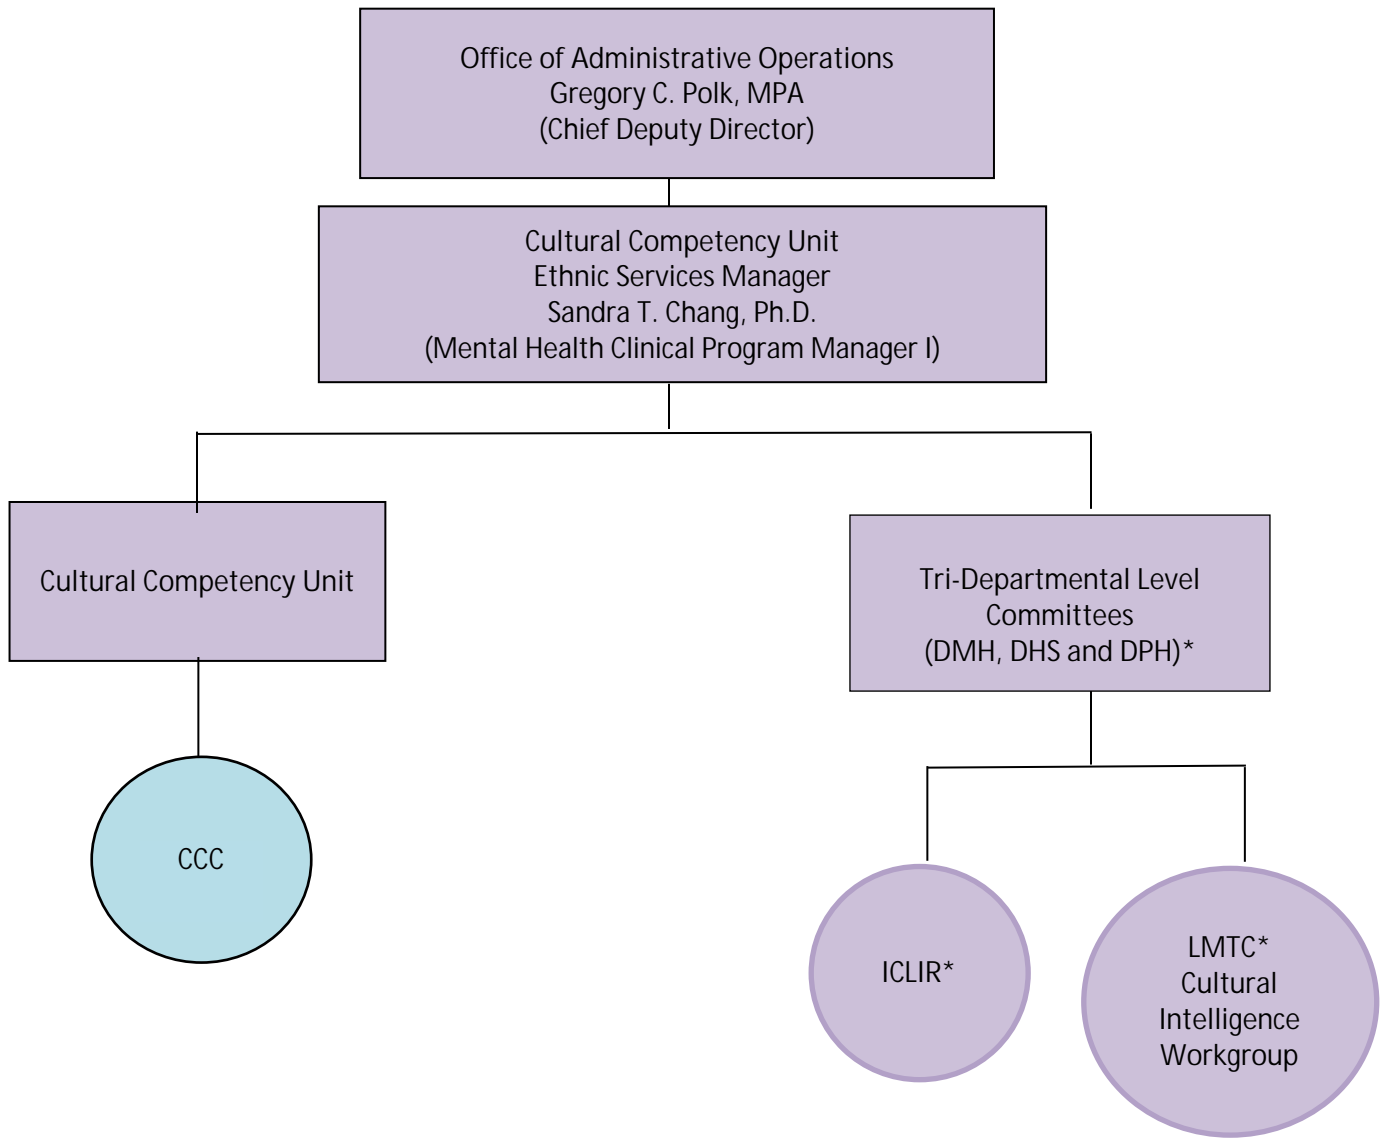 Office of Administrative Operations
Gregory C. Polk, MPA
(Chief Deputy Director)
Cultural Competency Unit
Ethnic Services Manager
Sandra T. Chang, Ph.D.
(Mental Health Clinical Program Manager I)
Cultural Competency Unit
Tri-Departmental Level
Committees
(DMH, DHS and DPH)*
CCC
ICLIR*
LMTC*
Cultural
Intelligence
Workgroup